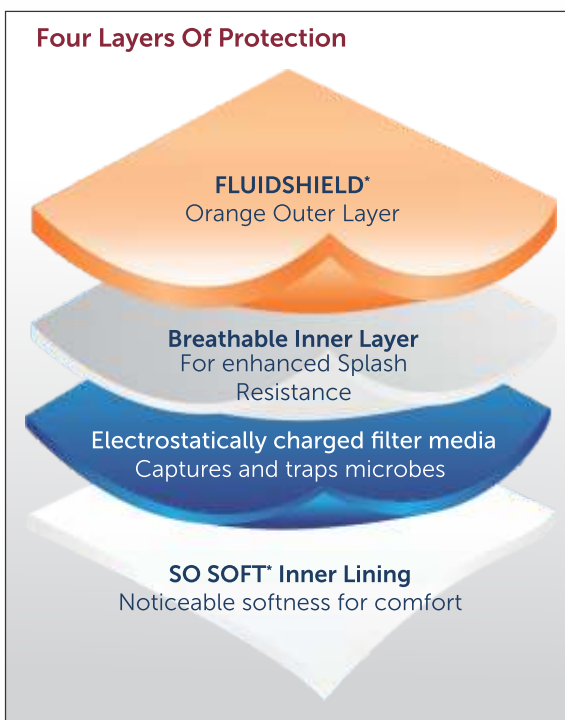 Four Layers Of Protection
FLUIDSHIELD*
Orange Outer Layer
Breathable Inner Layer
For enhanced Splash
Resistance
Electrostatically charged filter media
Captures and traps microbes
SO SOFT* Inner Lining
Noticeable softness for comfort